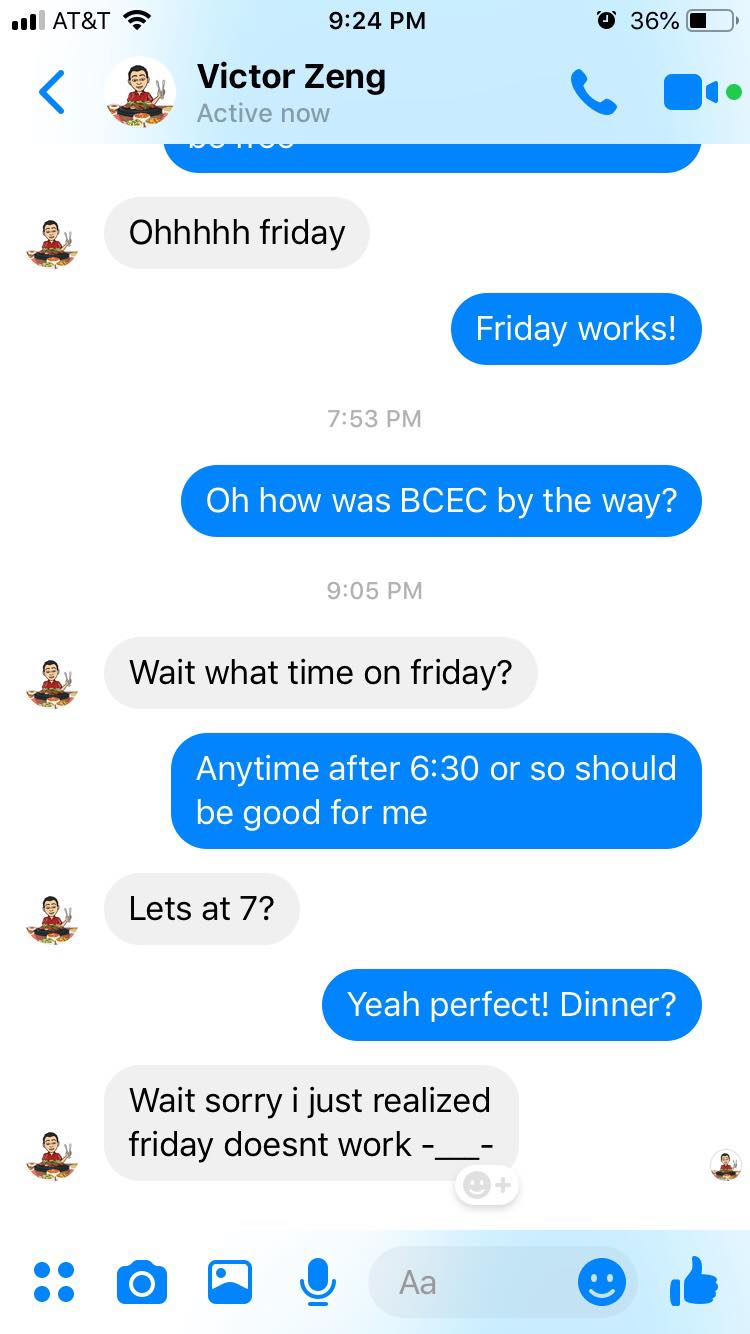 AT&T 9:24 PM 36%
Victor Zeng
Active now
be free
Ohhhhh friday
Friday works!
7:53 PM
Oh how was BCEC by the way?
9:05 PM
Wait what time on friday?
Anytime after 6:30 or so should
be good for me
Lets at 7?
Yeah perfect! Dinner?
Wait sorry i just realized
friday doesnt work -___-
Aa